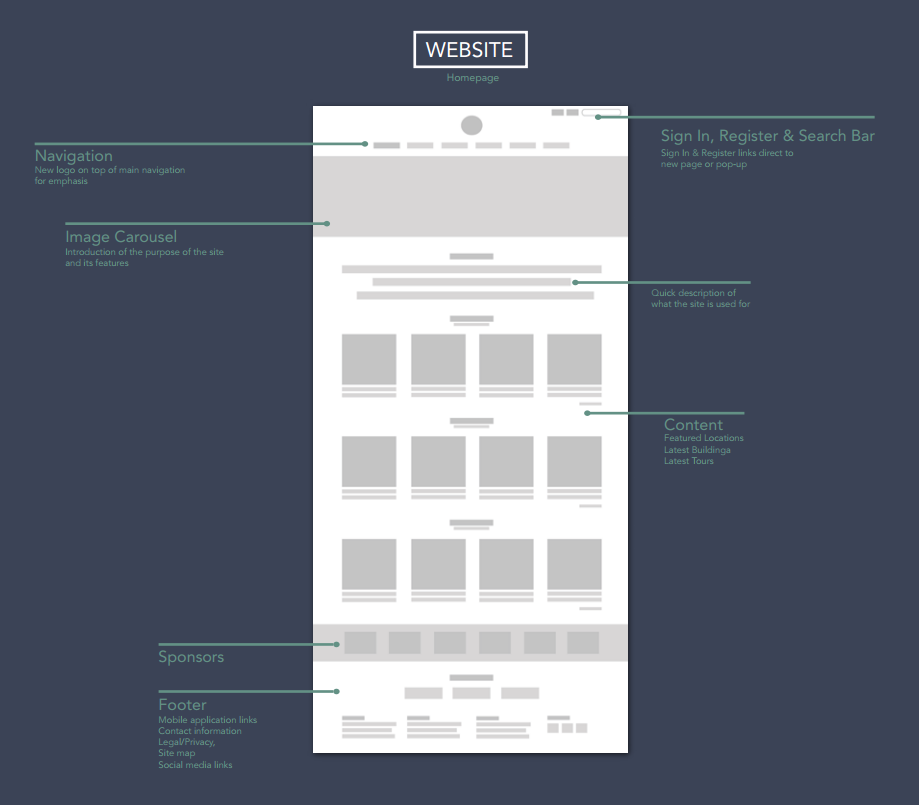 WEBSITE
Homepage
Sign In, Register & Search Bar
Sign In & Register links direct to
new page or pop-up
Navigation
New logo on top of main navigation
for emphasis
Image Carousel
Introduction of the purpose of the site
and its features
Quick description of
what the site is used for
Content
Featured Locations
Latest Buildinga
Latest Tours
Sponsors
Footer
Mobile application links
Contact information
Legal/Privacy,
Site map
Social media links